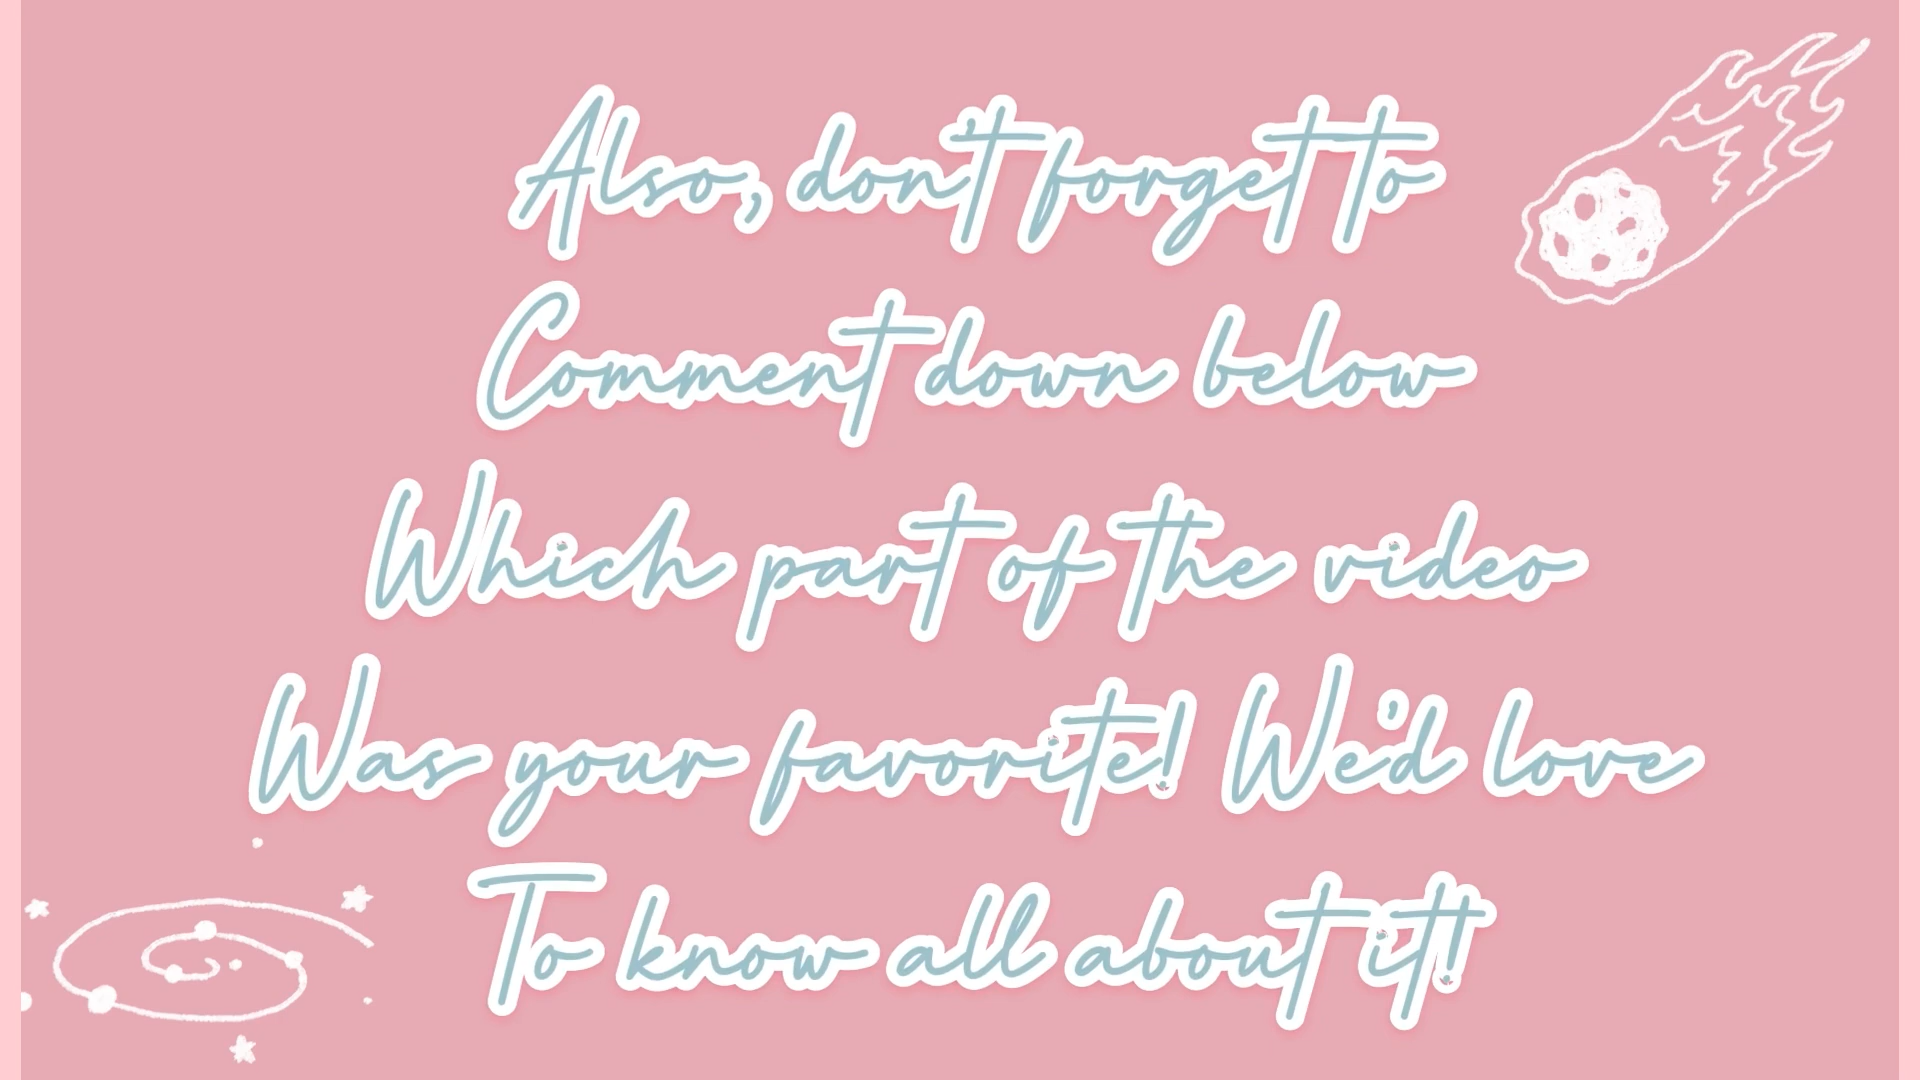 Also, don't forget to
Comment down below
Which part of the video
Was your favorite! We'd love
To know all about it!